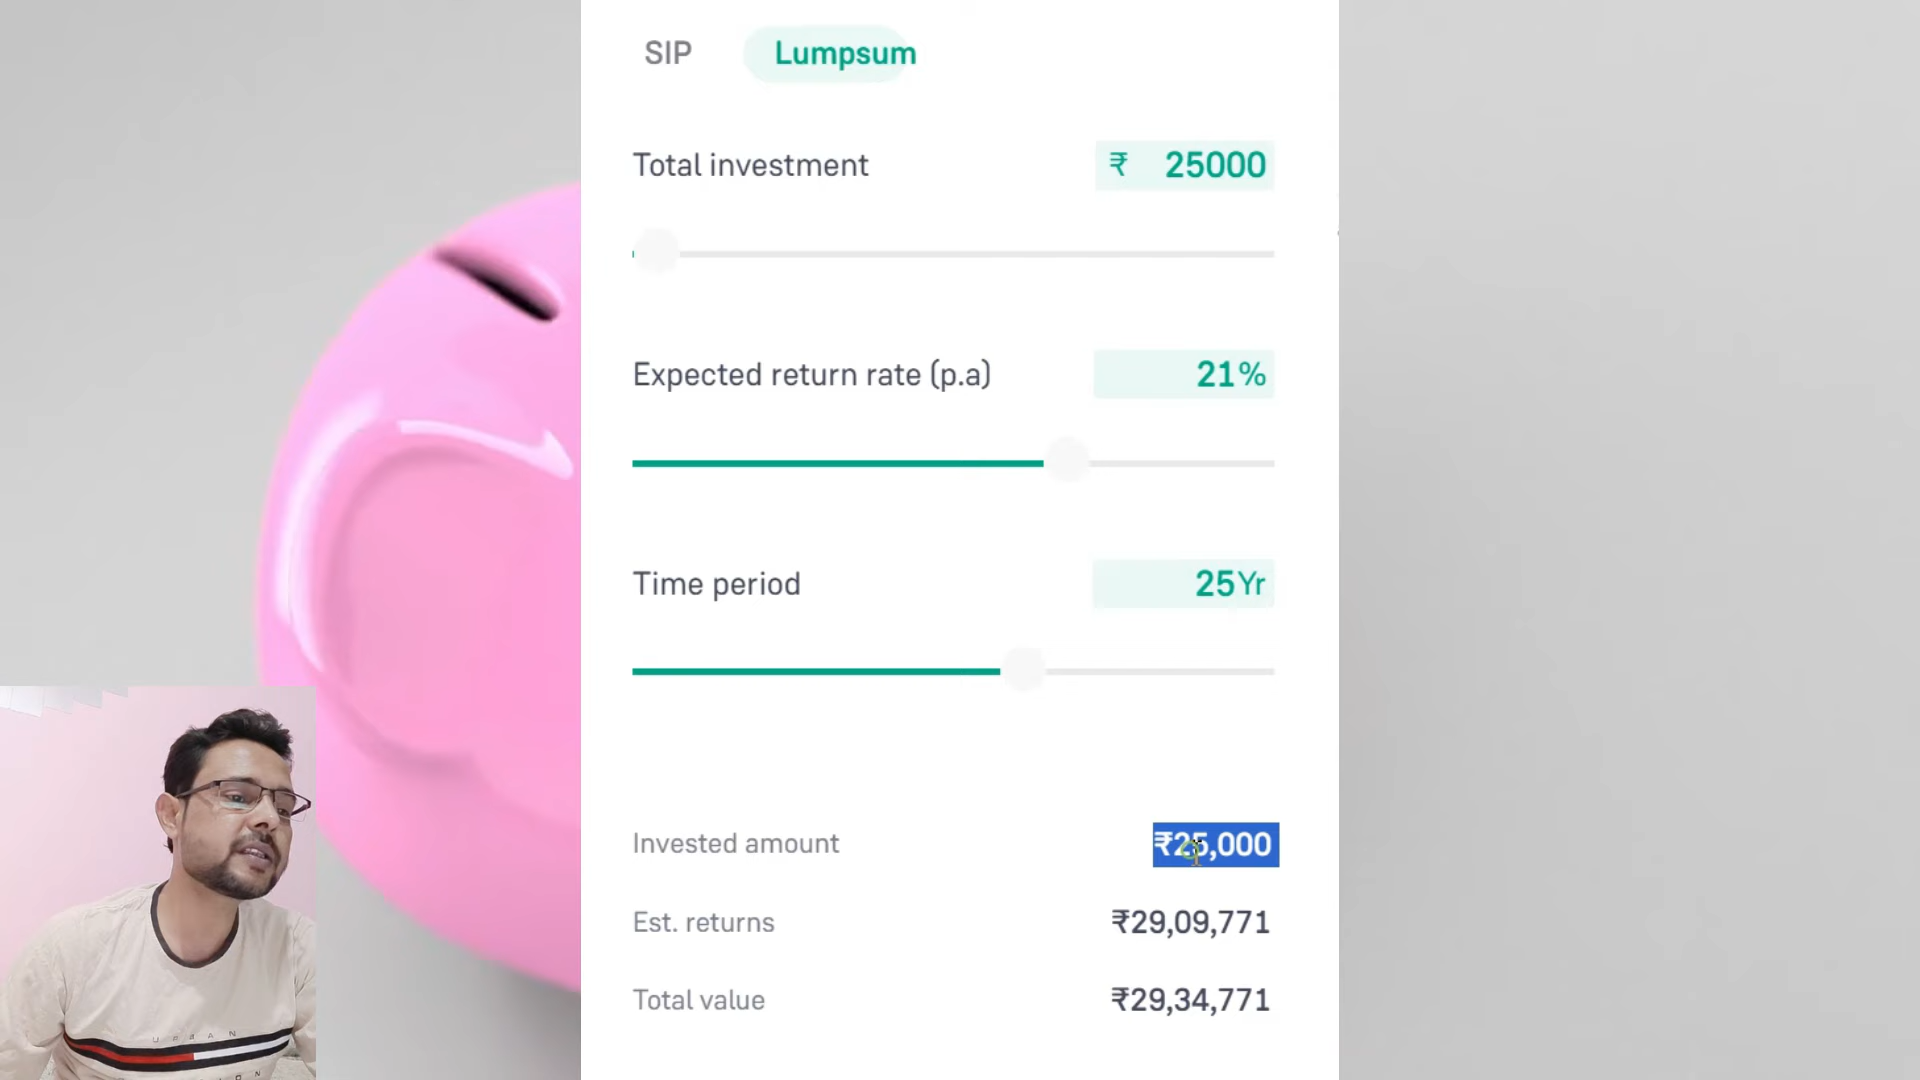 SIP Lumpsum
Total investment ₹ 25000
Expected return rate (p.a) 21%
Time period 25Yr
Invested amount ₹25,000
Est. returns ₹29,09,771
Total value ₹29,34,771
URBAN